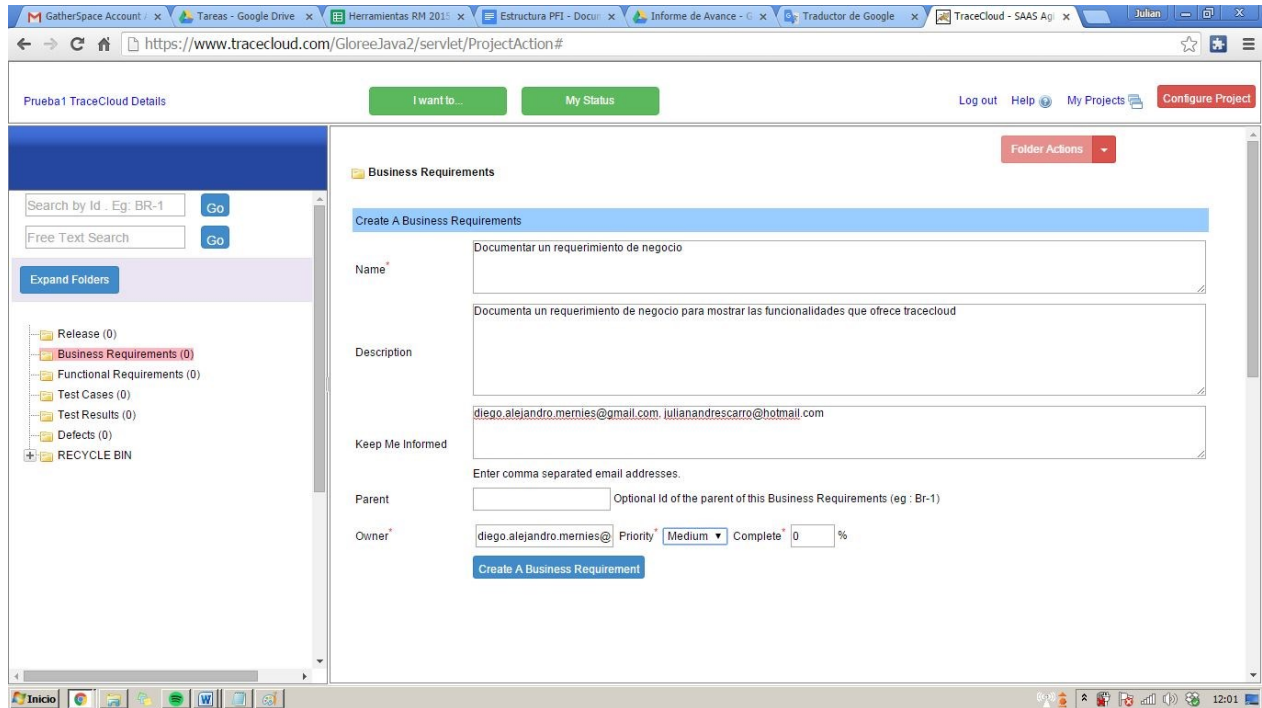 GatherSpace Account /
Tareas - Google Drive
Herramientas RM 2015
Estructura PFI - Docum
Informe de Avance - G
Traductor de Google
TraceCloud - SAAS Agi
Julian
https://www.tracecloud.com/GloreeJava2/servlet/ProjectAction#
Prueba1 TraceCloud Details
I want to...
My Status
Log out
Help
My Projects
Configure Project
Folder Actions
Business Requirements
Search by Id . Eg: BR-1
Go
Free Text Search
Go
Expand Folders
Release (0)
Business Requirements (0)
Functional Requirements (0)
Test Cases (0)
Test Results (0)
Defects (0)
RECYCLE BIN
Create A Business Requirements
Name*
Documentar un requerimiento de negocio
Description
Documenta un requerimiento de negocio para mostrar las funcionalidades que ofrece tracecloud
Keep Me Informed
diego.alejandro.mernies@gmail.com, julianandrescarro@hotmail.com
Enter comma separated email addresses.
Parent
Optional Id of the parent of this Business Requirements (eg : Br-1)
Owner* diego.alejandro.mernies@ Priority* Medium Complete* 0 %
Create A Business Requirement
Inicio
12:01